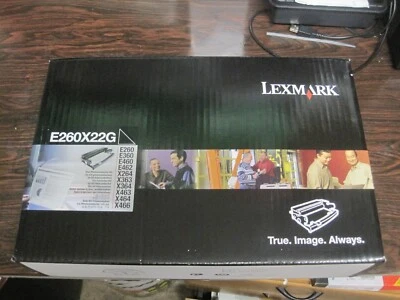 LEXMARK
E260X22G
E260
E360
E460
E462
X264
X363
X364
X463
X464
X466
True. Image. Always.